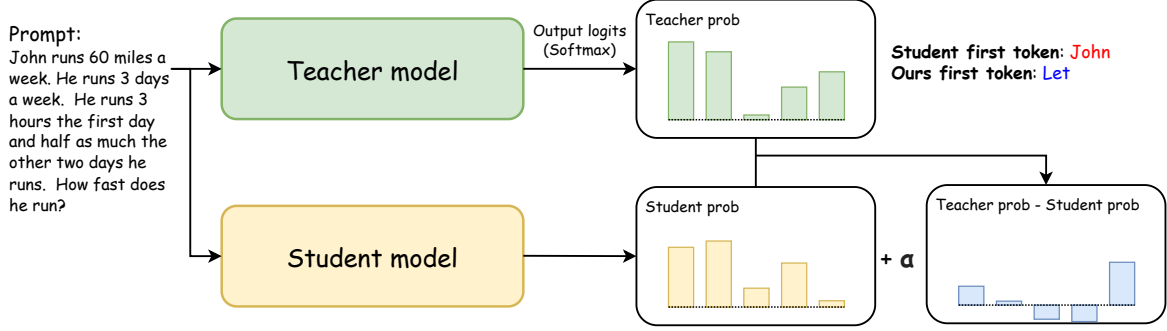 Prompt:
John runs 60 miles a
week. He runs 3 days
a week. He runs 3
hours the first day
and half as much the
other two days he
runs. How fast does
he run?
Teacher model
Output logits
(Softmax)
Teacher prob
Student first token: John
Ours first token: Let
Student model
Student prob
+ α
Teacher prob - Student prob